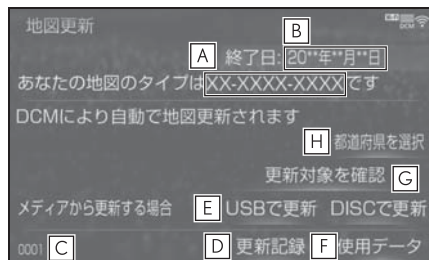 地図更新
DCM
B
A 終了日: 20**年**月**日
あなたの地図のタイプはXX-XXXX-XXXXです
DCMにより自動で地図更新されます
H 都道府県を選択
更新対象を確認 G
メディアから更新する場合 E USBで更新 DISCで更新
0001 C D 更新記録 F 使用データ